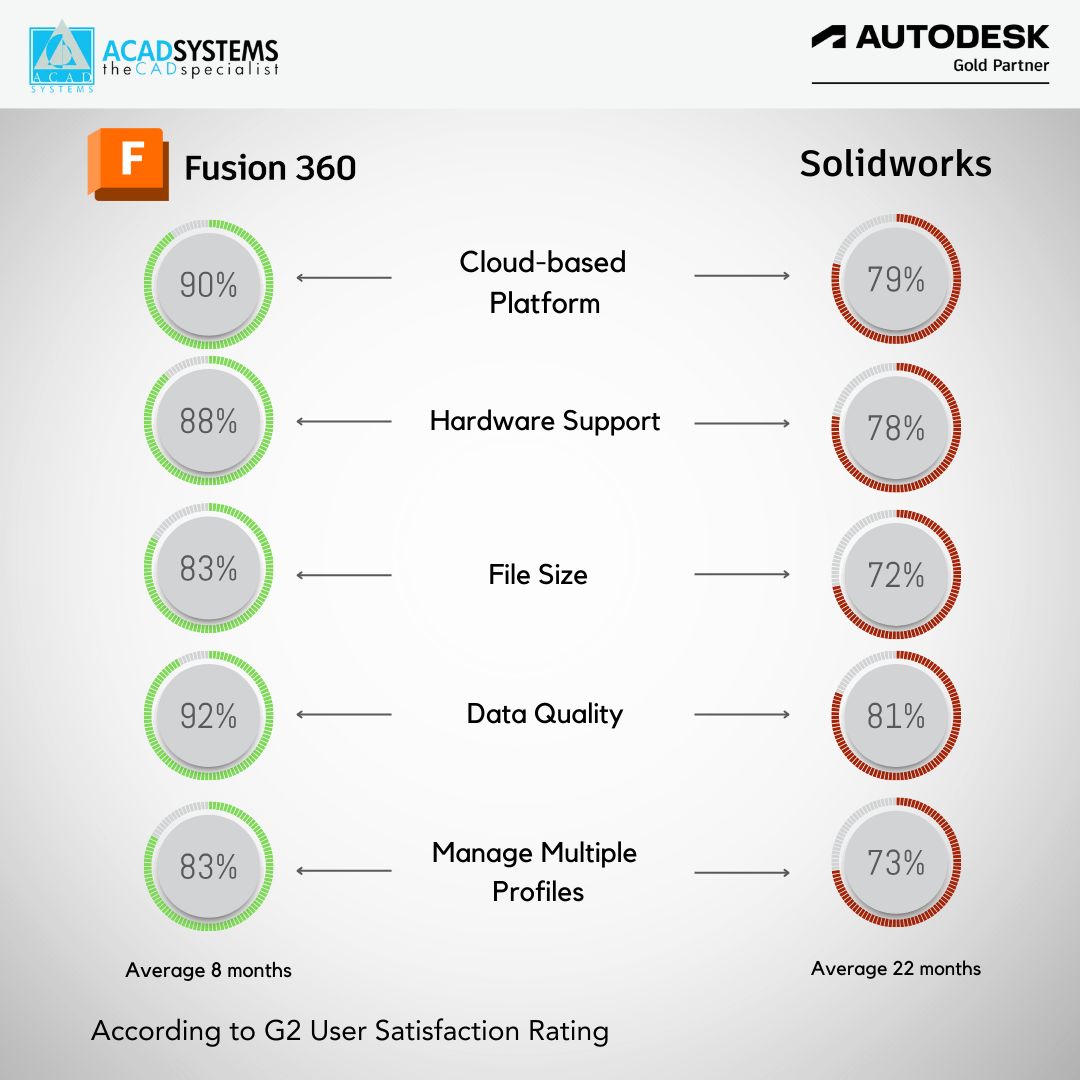 ACADSYSTEMS
theCADspecialist
ACAD
SYSTEMS
AUTODESK
Gold Partner
F
Fusion 360
Solidworks
90%
Cloud-based
Platform
79%
88%
Hardware Support
78%
83%
File Size
72%
92%
Data Quality
81%
83%
Manage Multiple
Profiles
73%
Average 8 months
Average 22 months
According to G2 User Satisfaction Rating